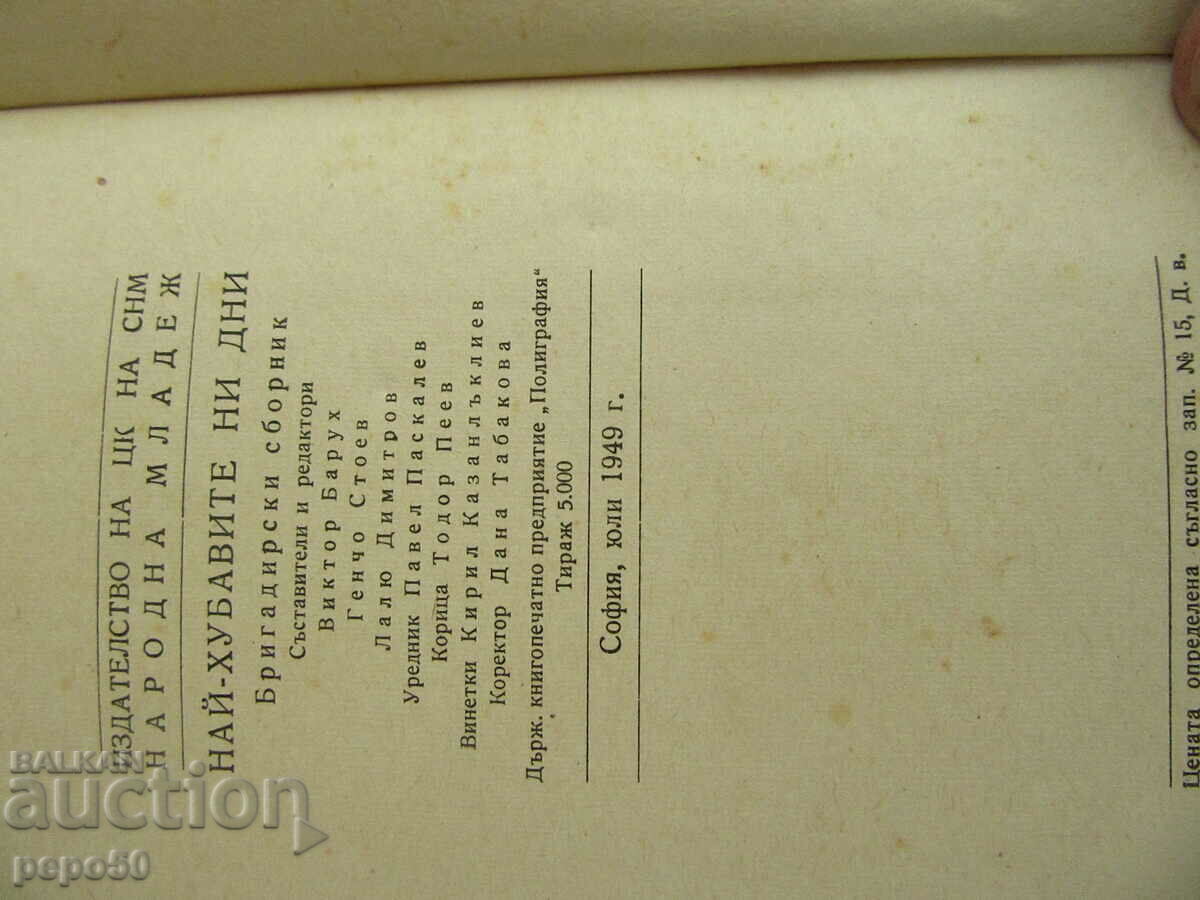 ИЗДАТЕЛСТВО НА ЦК НА СНМ
НАРОДНА МЛАДЕЖ
НАЙ-ХУБАВИТЕ НИ ДНИ
Бригадирски сборник
Съставители и редактори
Виктор Барух
Генчо Стоев
Лалю Димитров
Уредник Павел Паскалев
Корица Тодор Пеев
Винетки Кирил Казанлъклиев
Коректор Дана Табакова
Държ. книгопечатно предприятие „Полиграфия“
Тираж 5.000
София, юли 1949 г.
Цената определена съгласно зап. № 15, Д. в.
BALKAN
auction
pepo50